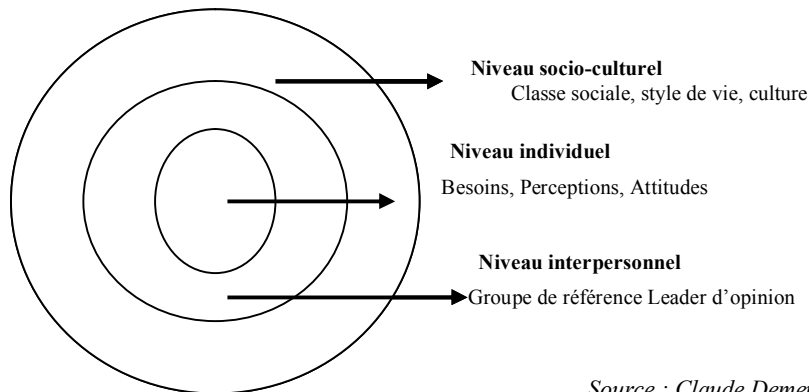 Niveau socio-culturel
Classe sociale, style de vie, culture
Niveau individuel
Besoins, Perceptions, Attitudes
Niveau interpersonnel
Groupe de référence Leader d’opinion
Source : Claude